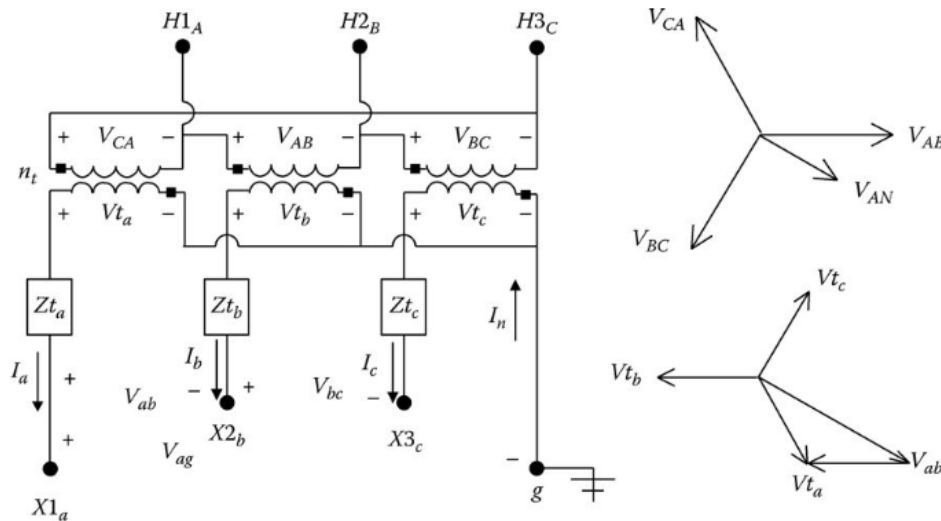 H1A H2B H3C
+ VCA − + VAB − + VBC −
nt
+ Vta − + Vtb − + Vtc −
Zta Ztb Ztc
In
Ia Ib Ic
+ − + −
Vab Vbc
X2b X3c
+ Vag −
X1a g
VCA
VAB
VAN
VBC
Vtc
Vtb
Vta
Vab